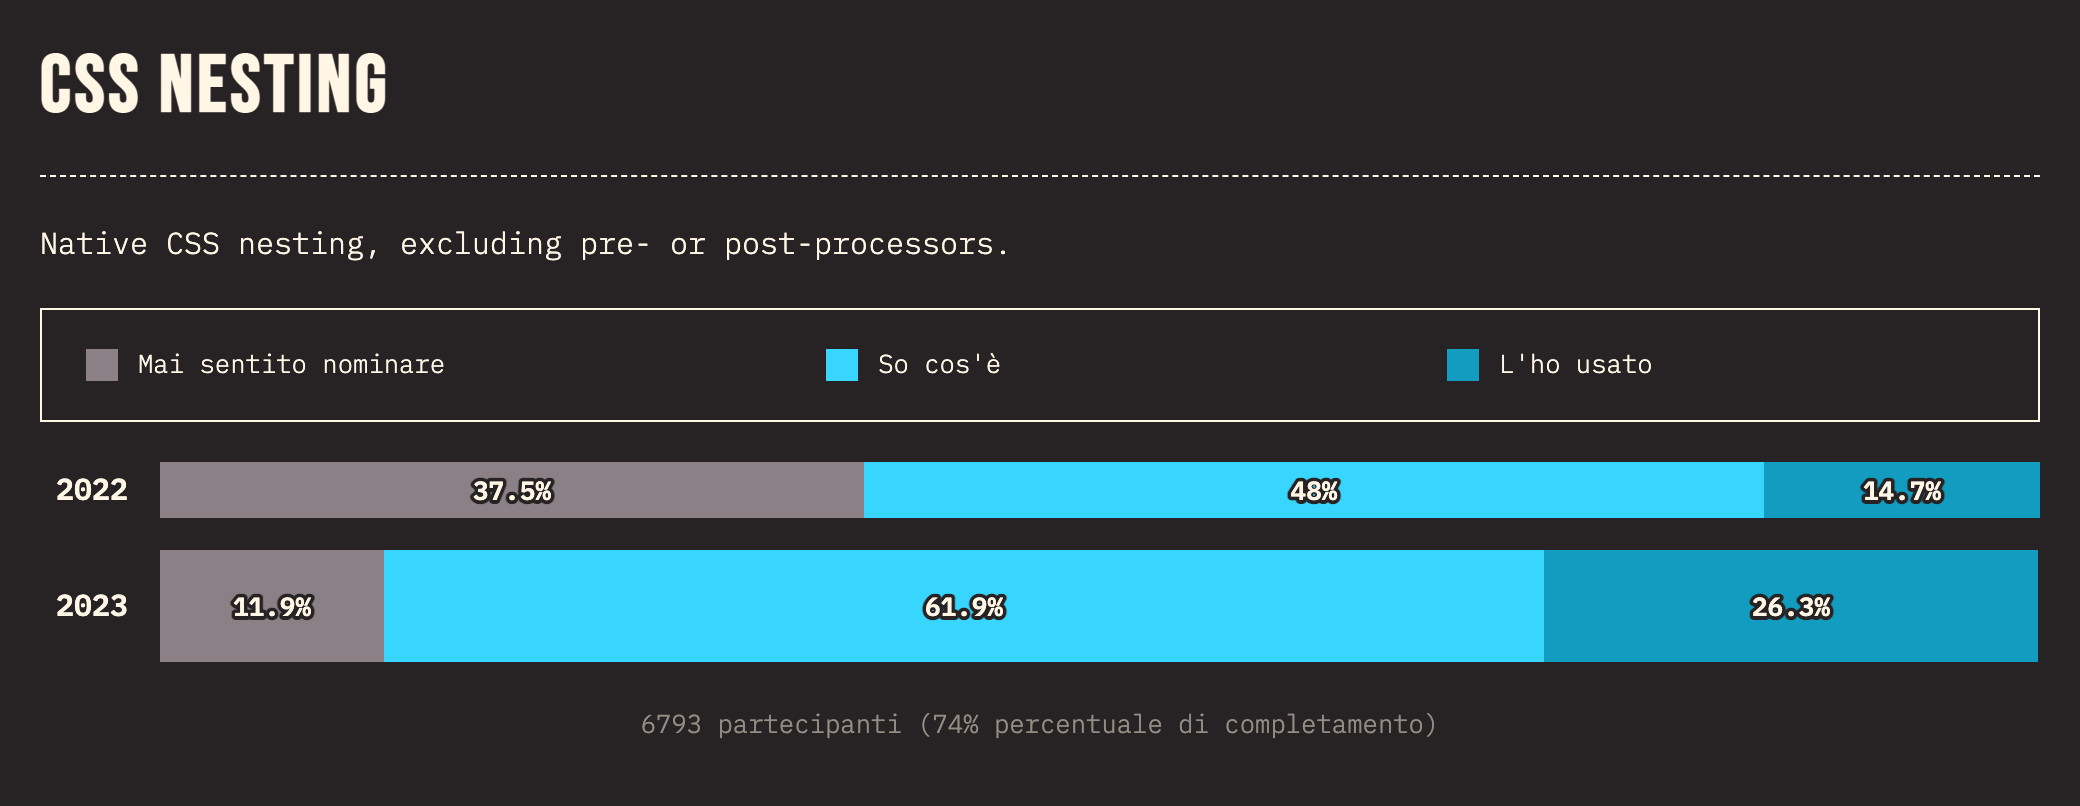 CSS NESTING
Native CSS nesting, excluding pre- or post-processors.
Mai sentito nominare So cos'è L'ho usato
2022 37.5% 48% 14.7%
2023 11.9% 61.9% 26.3%
6793 partecipanti (74% percentuale di completamento)